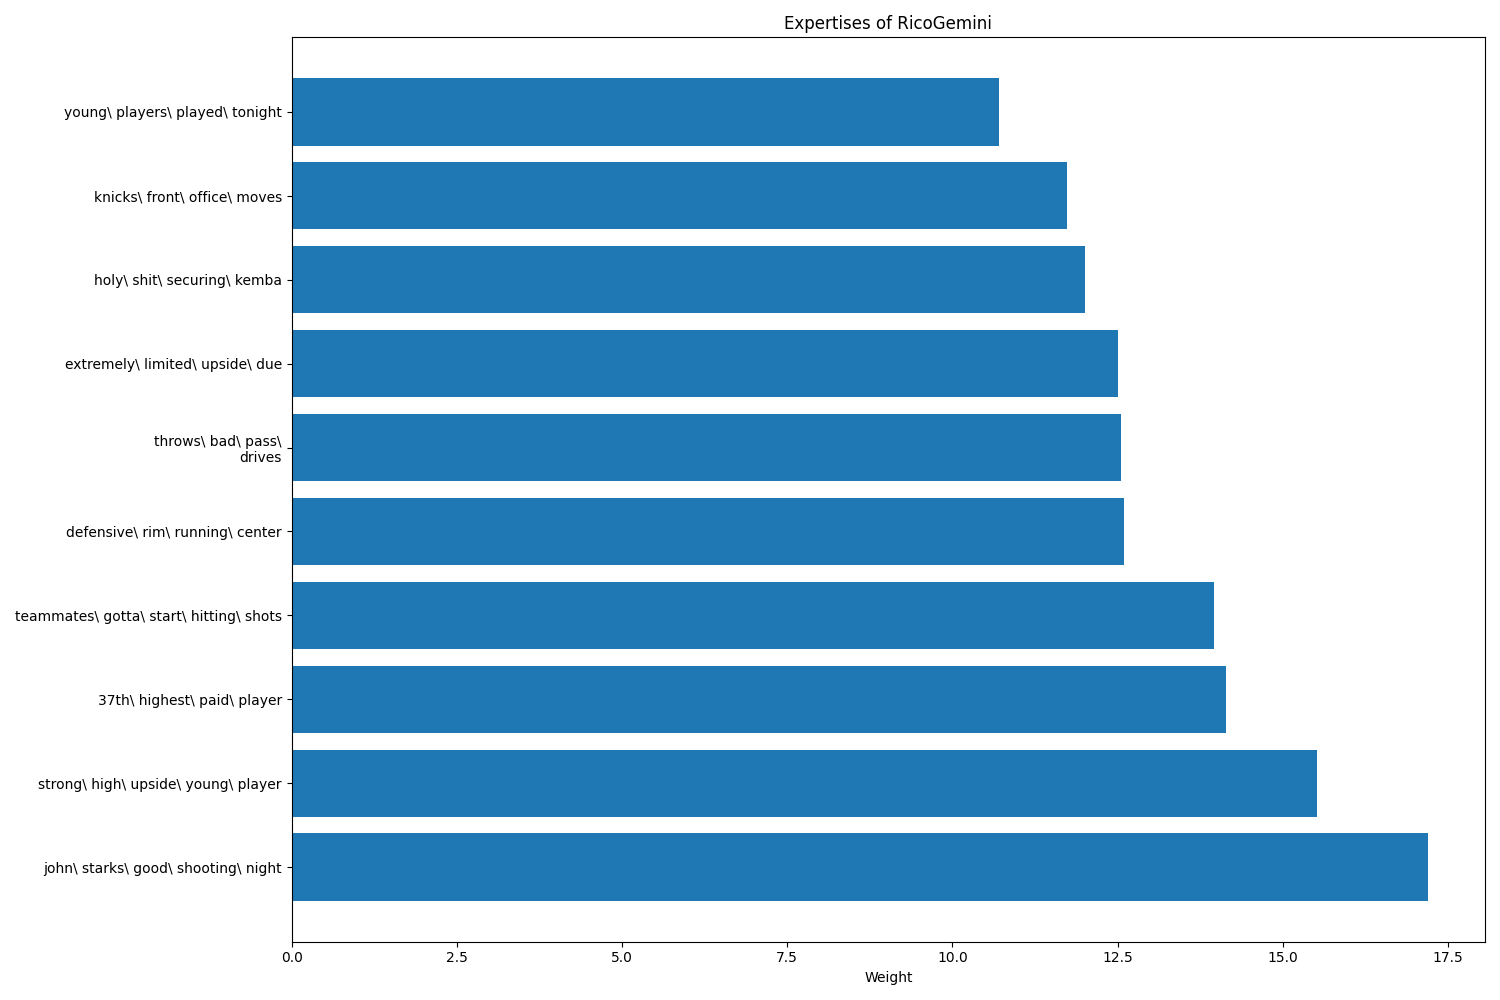 Expertises of RicoGemini
young\ players\ played\ tonight
knicks\ front\ office\ moves
holy\ shit\ securing\ kemba
extremely\ limited\ upside\ due
throws\ bad\ pass\
drives
defensive\ rim\ running\ center
teammates\ gotta\ start\ hitting\ shots
37th\ highest\ paid\ player
strong\ high\ upside\ young\ player
john\ starks\ good\ shooting\ night
0.0 2.5 5.0 7.5 10.0 12.5 15.0 17.5
Weight